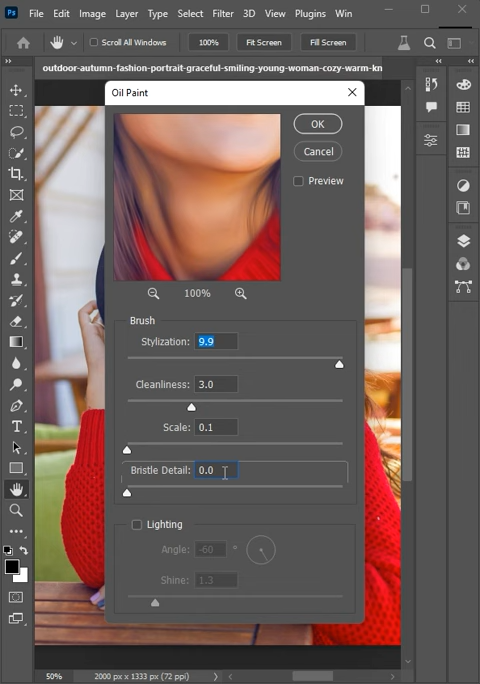 Ps File Edit Image Layer Type Select Filter 3D View Plugins Win
Scroll All Windows 100% Fit Screen Fill Screen
outdoor-autumn-fashion-portrait-graceful-smiling-young-woman-cozy-warm-kn
Oil Paint
OK
Cancel
Preview
100%
Brush
Stylization: 9.9
Cleanliness: 3.0
Scale: 0.1
Bristle Detail: 0.0
Lighting
Angle: -60 °
Shine: 1.3
50% 2000 px x 1333 px (72 ppi)